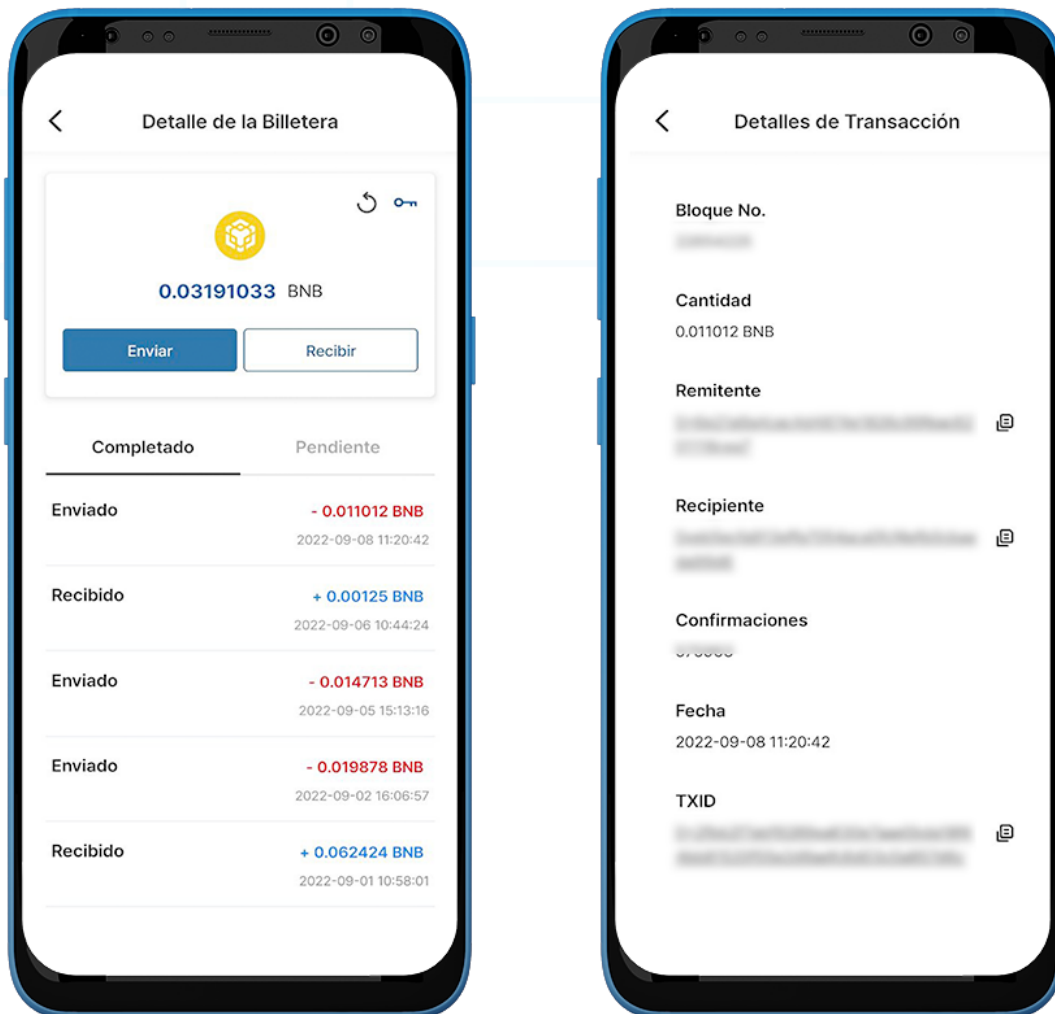 Detalle de la Billetera
0.03191033 BNB
Enviar
Recibir
Completado
Pendiente
Enviado
- 0.011012 BNB
2022-09-08 11:20:42
Recibido
+ 0.00125 BNB
2022-09-06 10:44:24
Enviado
- 0.014713 BNB
2022-09-05 15:13:16
Enviado
- 0.019878 BNB
2022-09-02 16:06:57
Recibido
+ 0.062424 BNB
2022-09-01 10:58:01
Detalles de Transacción
Bloque No.
Cantidad
0.011012 BNB
Remitente
Recipiente
Confirmaciones
Fecha
2022-09-08 11:20:42
TXID